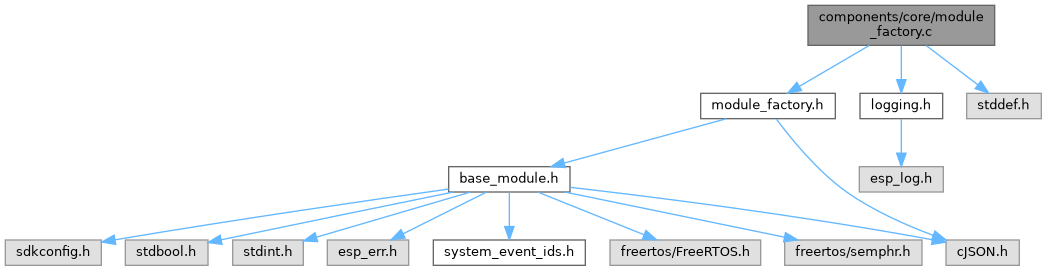 components/core/module
_factory.c
module_factory.h
logging.h
stddef.h
esp_log.h
base_module.h
sdkconfig.h
stdbool.h
stdint.h
esp_err.h
system_event_ids.h
freertos/FreeRTOS.h
freertos/semphr.h
cJSON.h